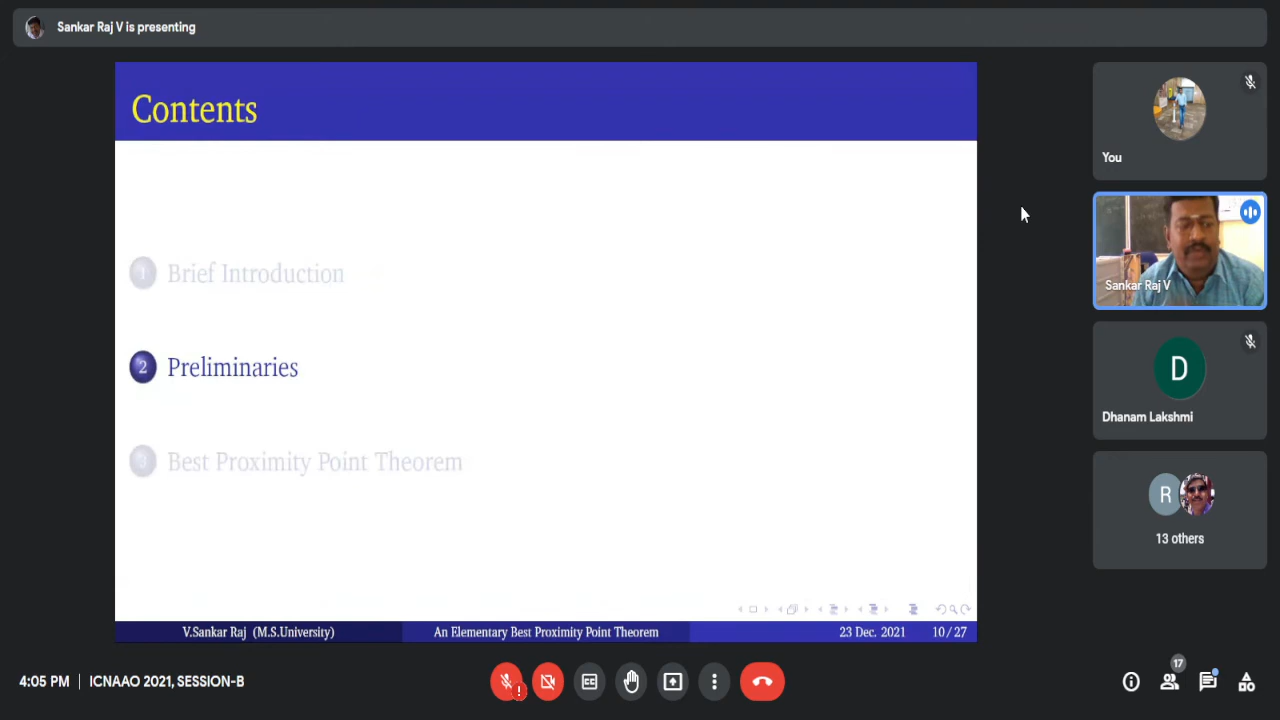 Sankar Raj V is presenting
Contents
1 Brief Introduction
2 Preliminaries
3 Best Proximity Point Theorem
V.Sankar Raj (M.S.University)
An Elementary Best Proximity Point Theorem
23 Dec. 2021
10 / 27
You
Sankar Raj V
D
Dhanam Lakshmi
R
13 others
4:05 PM | ICNAAO 2021, SESSION-B
CC
!
17